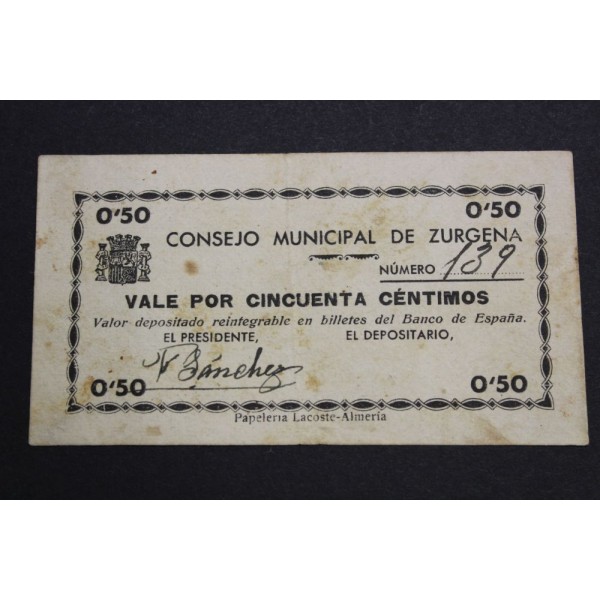 0'50 0'50
CONSEJO MUNICIPAL DE ZURGENA
NÚMERO 139
VALE POR CINCUENTA CÉNTIMOS
Valor depositado reintegrable en billetes del Banco de España.
EL PRESIDENTE, EL DEPOSITARIO,
Sánchez
0'50 0'50
Papelería Lacoste-Almería